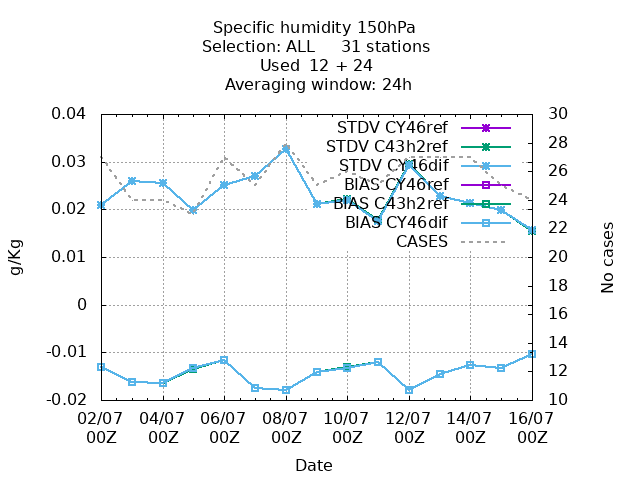 Specific humidity 150hPa
Selection: ALL 31 stations
Used 12 + 24
Averaging window: 24h
0.04
0.03
0.02
0.01
0
-0.01
-0.02
g/Kg
STDV CY46ref
STDV C43h2ref
STDV CY46dif
BIAS CY46ref
BIAS C43h2ref
BIAS CY46dif
CASES
30
28
26
24
22
20
18
16
14
12
10
No cases
02/07 04/07 06/07 08/07 10/07 12/07 14/07 16/07
00Z 00Z 00Z 00Z 00Z 00Z 00Z 00Z
Date